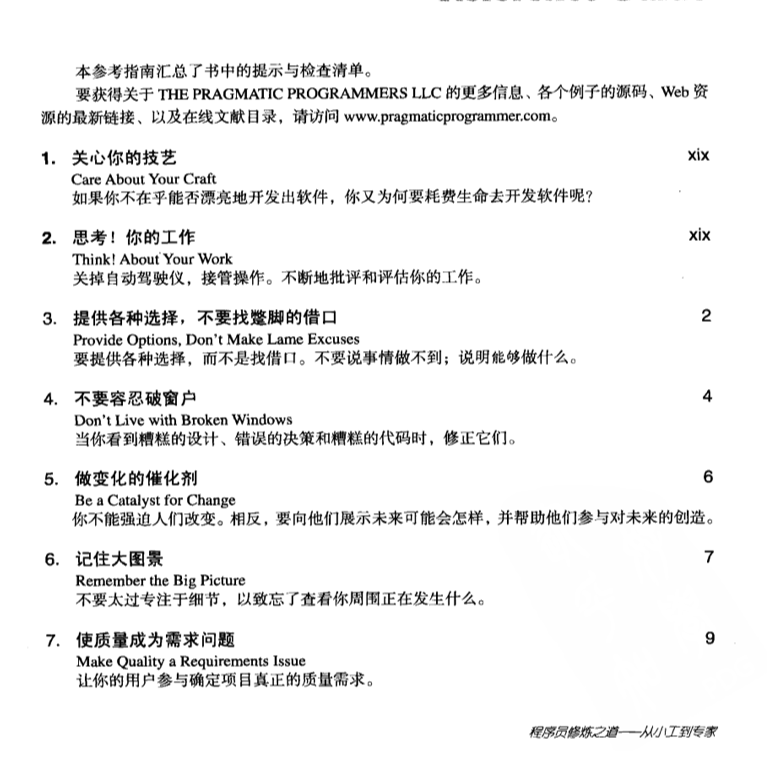 本参考指南汇总了书中的提示与检查清单。
要获得关于 THE PRAGMATIC PROGRAMMERS LLC 的更多信息、各个例子的源码、Web 资
源的最新链接、以及在线文献目录，请访问 www.pragmaticprogrammer.com。
1. 关心你的技艺 xix
Care About Your Craft
如果你不在乎能否漂亮地开发出软件，你又为何要耗费生命去开发软件呢？
2. 思考！你的工作 xix
Think! About Your Work
关掉自动驾驶仪，接管操作。不断地批评和评估你的工作。
3. 提供各种选择，不要找蹩脚的借口 2
Provide Options, Don't Make Lame Excuses
要提供各种选择，而不是找借口。不要说事情做不到；说明能够做什么。
4. 不要容忍破窗户 4
Don't Live with Broken Windows
当你看到糟糕的设计、错误的决策和糟糕的代码时，修正它们。
5. 做变化的催化剂 6
Be a Catalyst for Change
你不能强迫人们改变。相反，要向他们展示未来可能会怎样，并帮助他们参与对未来的创造。
6. 记住大图景 7
Remember the Big Picture
不要太过专注于细节，以致忘了查看你周围正在发生什么。
7. 使质量成为需求问题 9
Make Quality a Requirements Issue
让你的用户参与确定项目真正的质量需求。
程序员修炼之道——从小工到专家